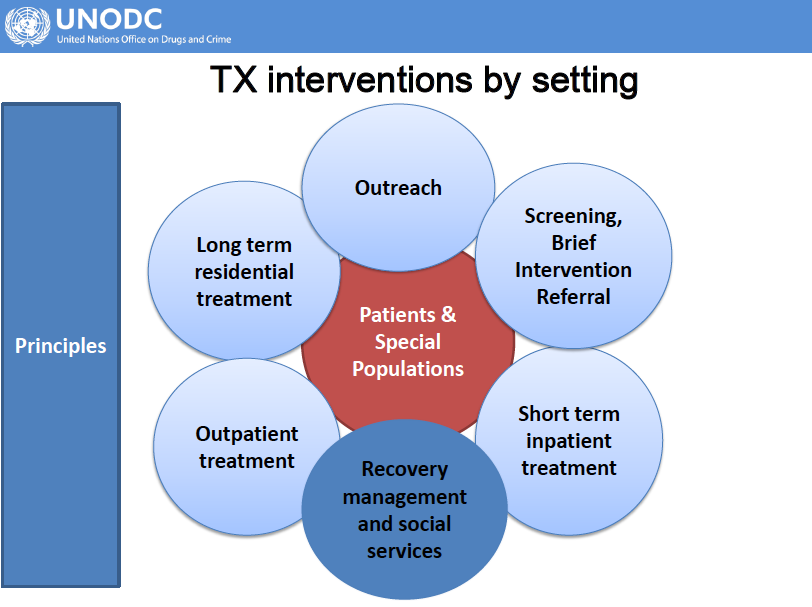 UNODC
United Nations Office on Drugs and Crime
TX interventions by setting
Principles
Outreach
Screening,
Brief
Intervention
Referral
Long term
residential
treatment
Patients &
Special
Populations
Outpatient
treatment
Short term
inpatient
treatment
Recovery
management
and social
services